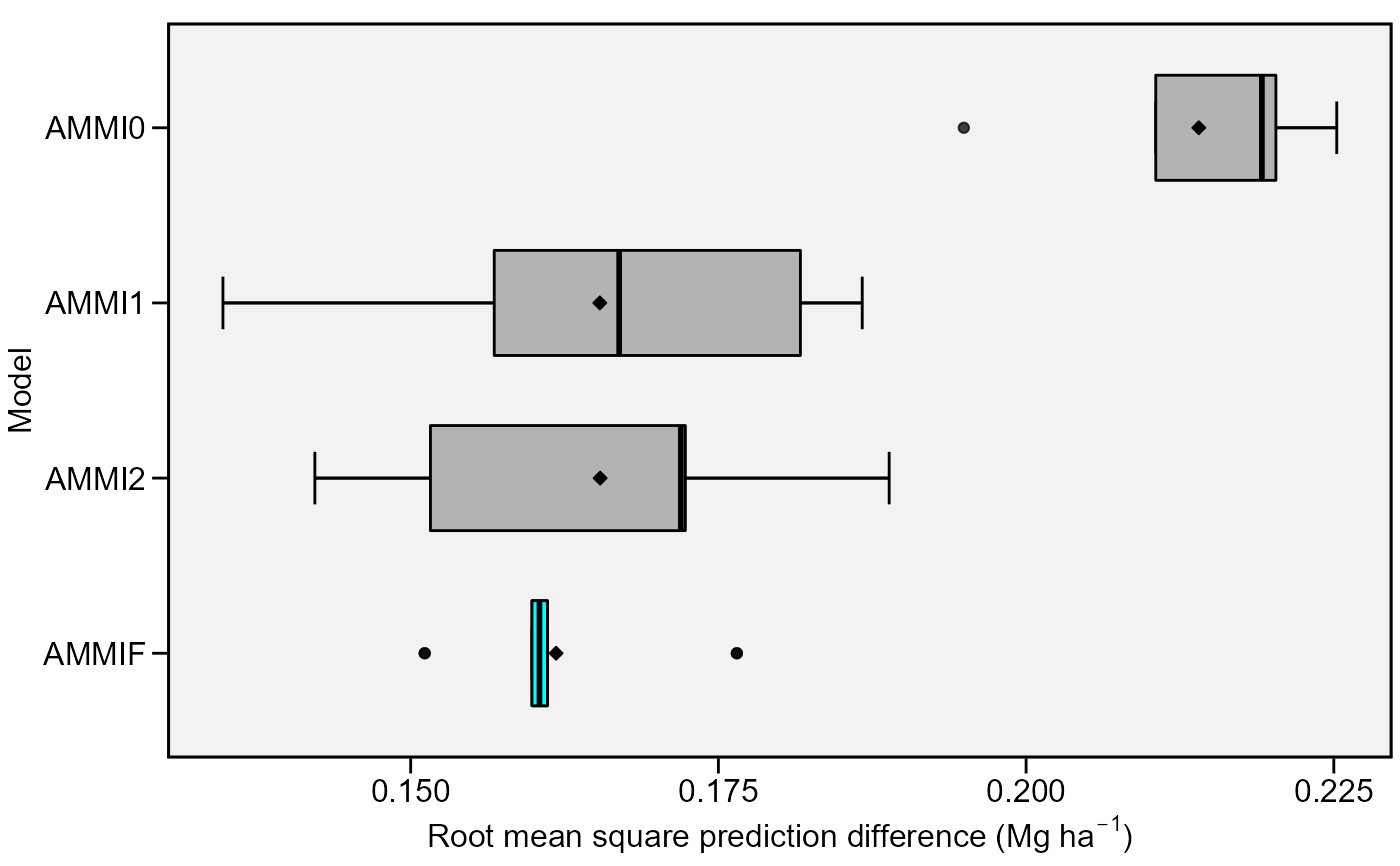 AMMI0
AMMI1
AMMI2
AMMIF
Model
0.150 0.175 0.200 0.225
Root mean square prediction difference (Mg ha⁻¹)